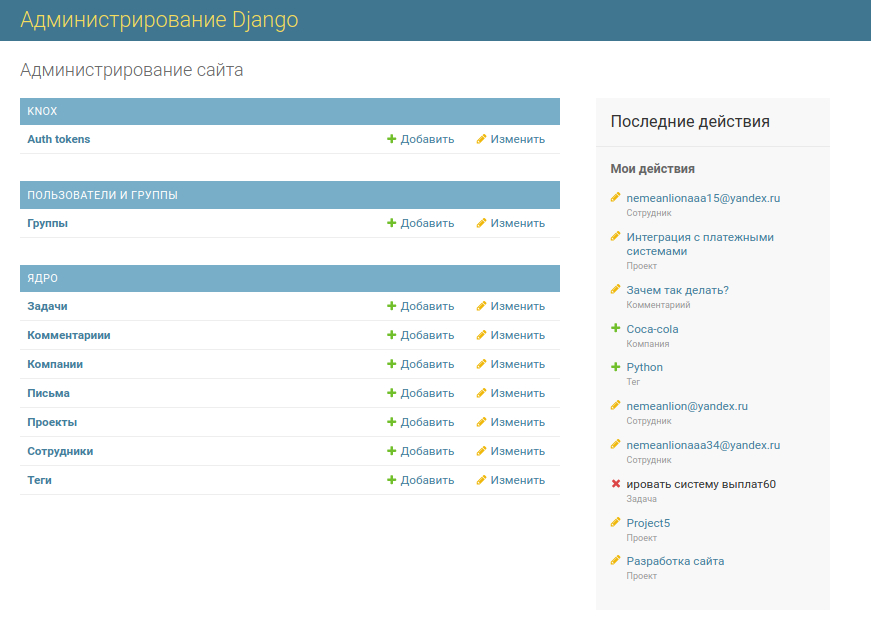 Администрирование Django
Администрирование сайта
KNOX
Auth tokens Добавить Изменить
ПОЛЬЗОВАТЕЛИ И ГРУППЫ
Группы Добавить Изменить
ЯДРО
Задачи Добавить Изменить
Комментариии Добавить Изменить
Компании Добавить Изменить
Письма Добавить Изменить
Проекты Добавить Изменить
Сотрудники Добавить Изменить
Теги Добавить Изменить
Последние действия
Мои действия
nemeanlionaaa15@yandex.ru
Сотрудник
Интеграция с платежными
системами
Проект
Зачем так делать?
Комментариий
Coca-cola
Компания
Python
Тег
nemeanlion@yandex.ru
Сотрудник
nemeanlionaaa34@yandex.ru
Сотрудник
ировать систему выплат60
Задача
Project5
Проект
Разработка сайта
Проект